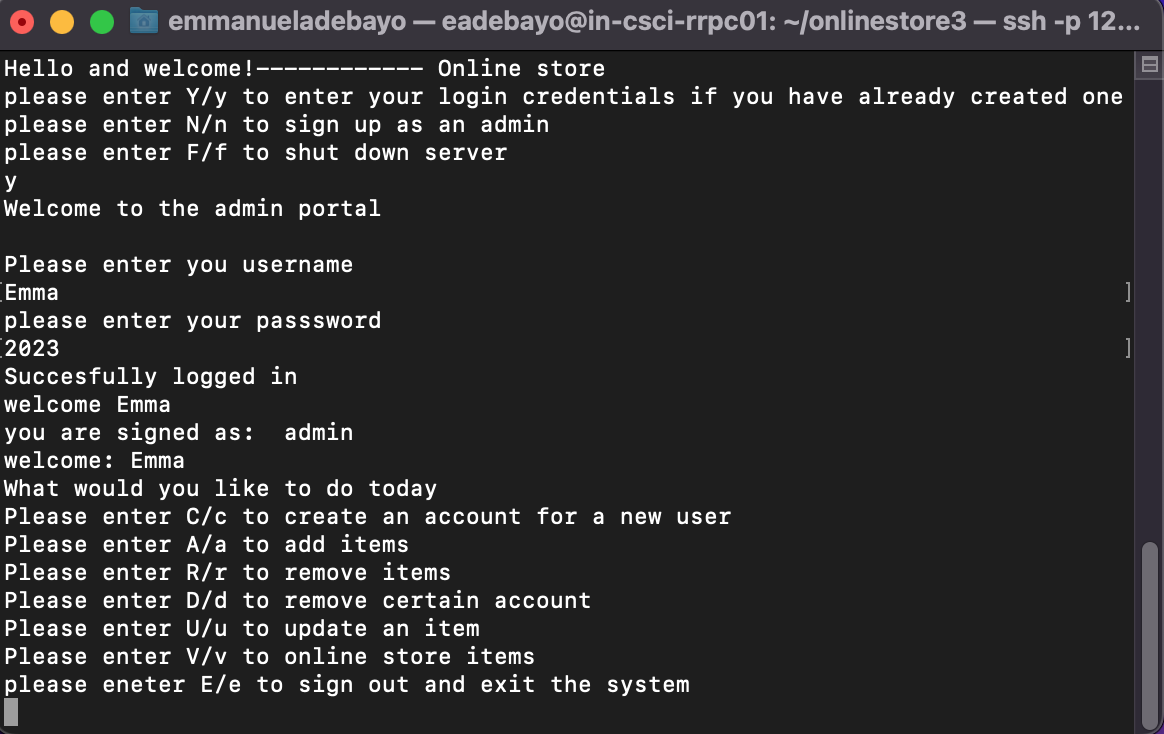 emmanueladebayo — eadebayo@in-csci-rrpc01: ~/onlinestore3 — ssh -p 12...
Hello and welcome!------------ Online store
please enter Y/y to enter your login credentials if you have already created one
please enter N/n to sign up as an admin
please enter F/f to shut down server
y
Welcome to the admin portal
Please enter you username
[Emma ]
please enter your passsword
[2023 ]
Succesfully logged in
welcome Emma
you are signed as:  admin
welcome: Emma
What would you like to do today
Please enter C/c to create an account for a new user
Please enter A/a to add items
Please enter R/r to remove items
Please enter D/d to remove certain account
Please enter U/u to update an item
Please enter V/v to online store items
please eneter E/e to sign out and exit the system